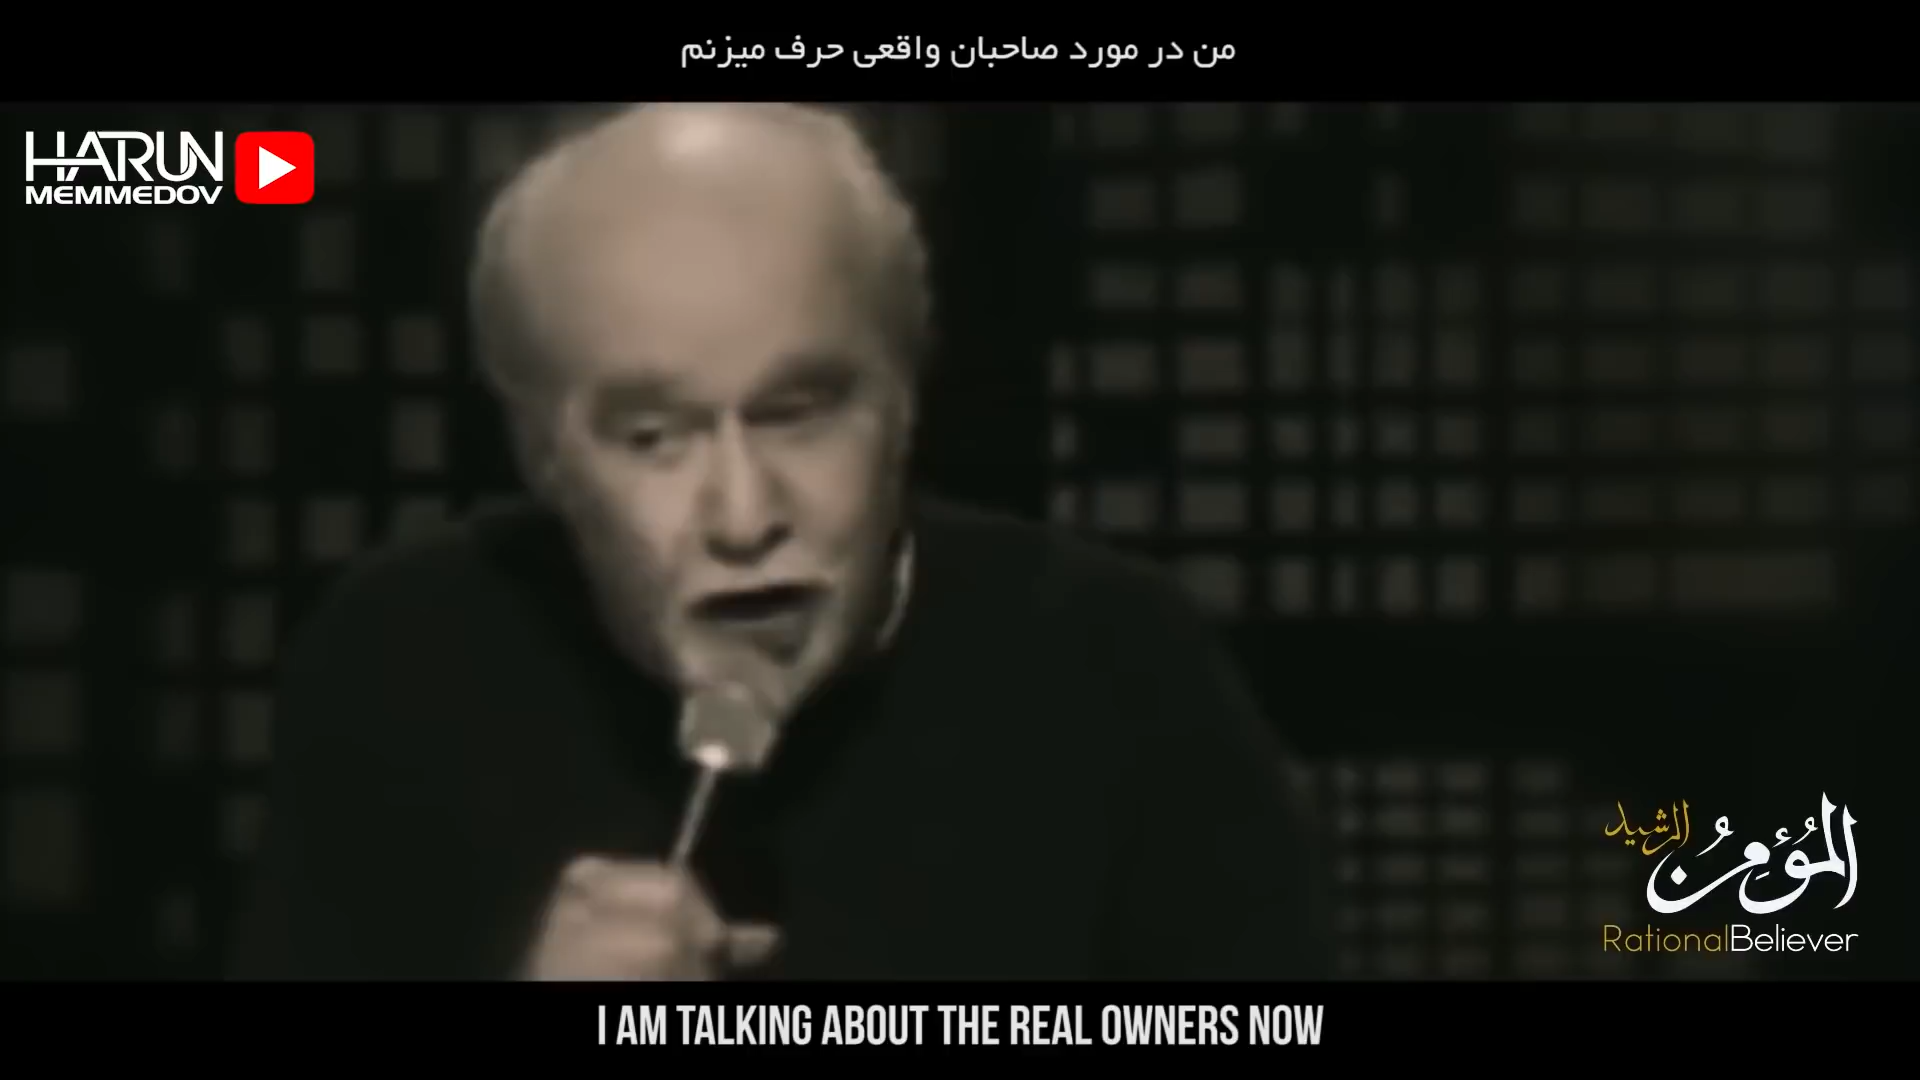 من در مورد صاحبان واقعی حرف میزنم
HARUN
MEMMEDOV
المؤمن الرشيد
RationalBeliever
I AM TALKING ABOUT THE REAL OWNERS NOW